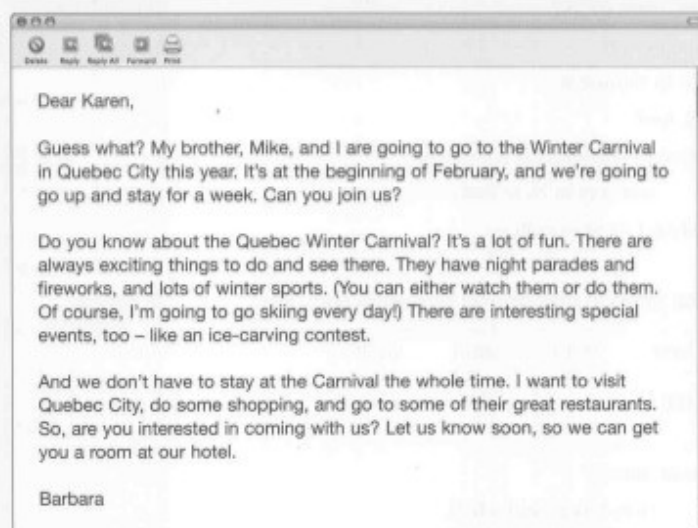 Delete Reply Reply All Forward Print
Dear Karen,
Guess what? My brother, Mike, and I are going to go to the Winter Carnival
in Quebec City this year. It's at the beginning of February, and we're going to
go up and stay for a week. Can you join us?
Do you know about the Quebec Winter Carnival? It's a lot of fun. There are
always exciting things to do and see there. They have night parades and
fireworks, and lots of winter sports. (You can either watch them or do them.
Of course, I'm going to go skiing every day!) There are interesting special
events, too – like an ice-carving contest.
And we don't have to stay at the Carnival the whole time. I want to visit
Quebec City, do some shopping, and go to some of their great restaurants.
So, are you interested in coming with us? Let us know soon, so we can get
you a room at our hotel.
Barbara